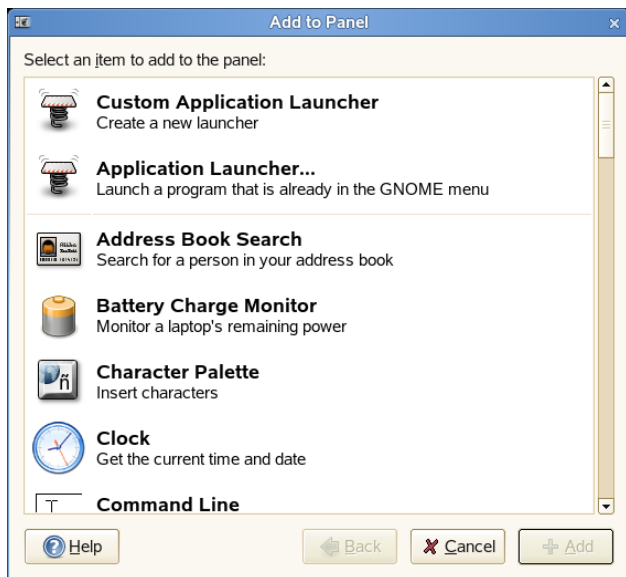 Add to Panel
Select an item to add to the panel:
Custom Application Launcher
Create a new launcher
Application Launcher...
Launch a program that is already in the GNOME menu
Address Book Search
Search for a person in your address book
Battery Charge Monitor
Monitor a laptop's remaining power
ñ
Character Palette
Insert characters
Clock
Get the current time and date
Command Line
Help
Back
Cancel
Add